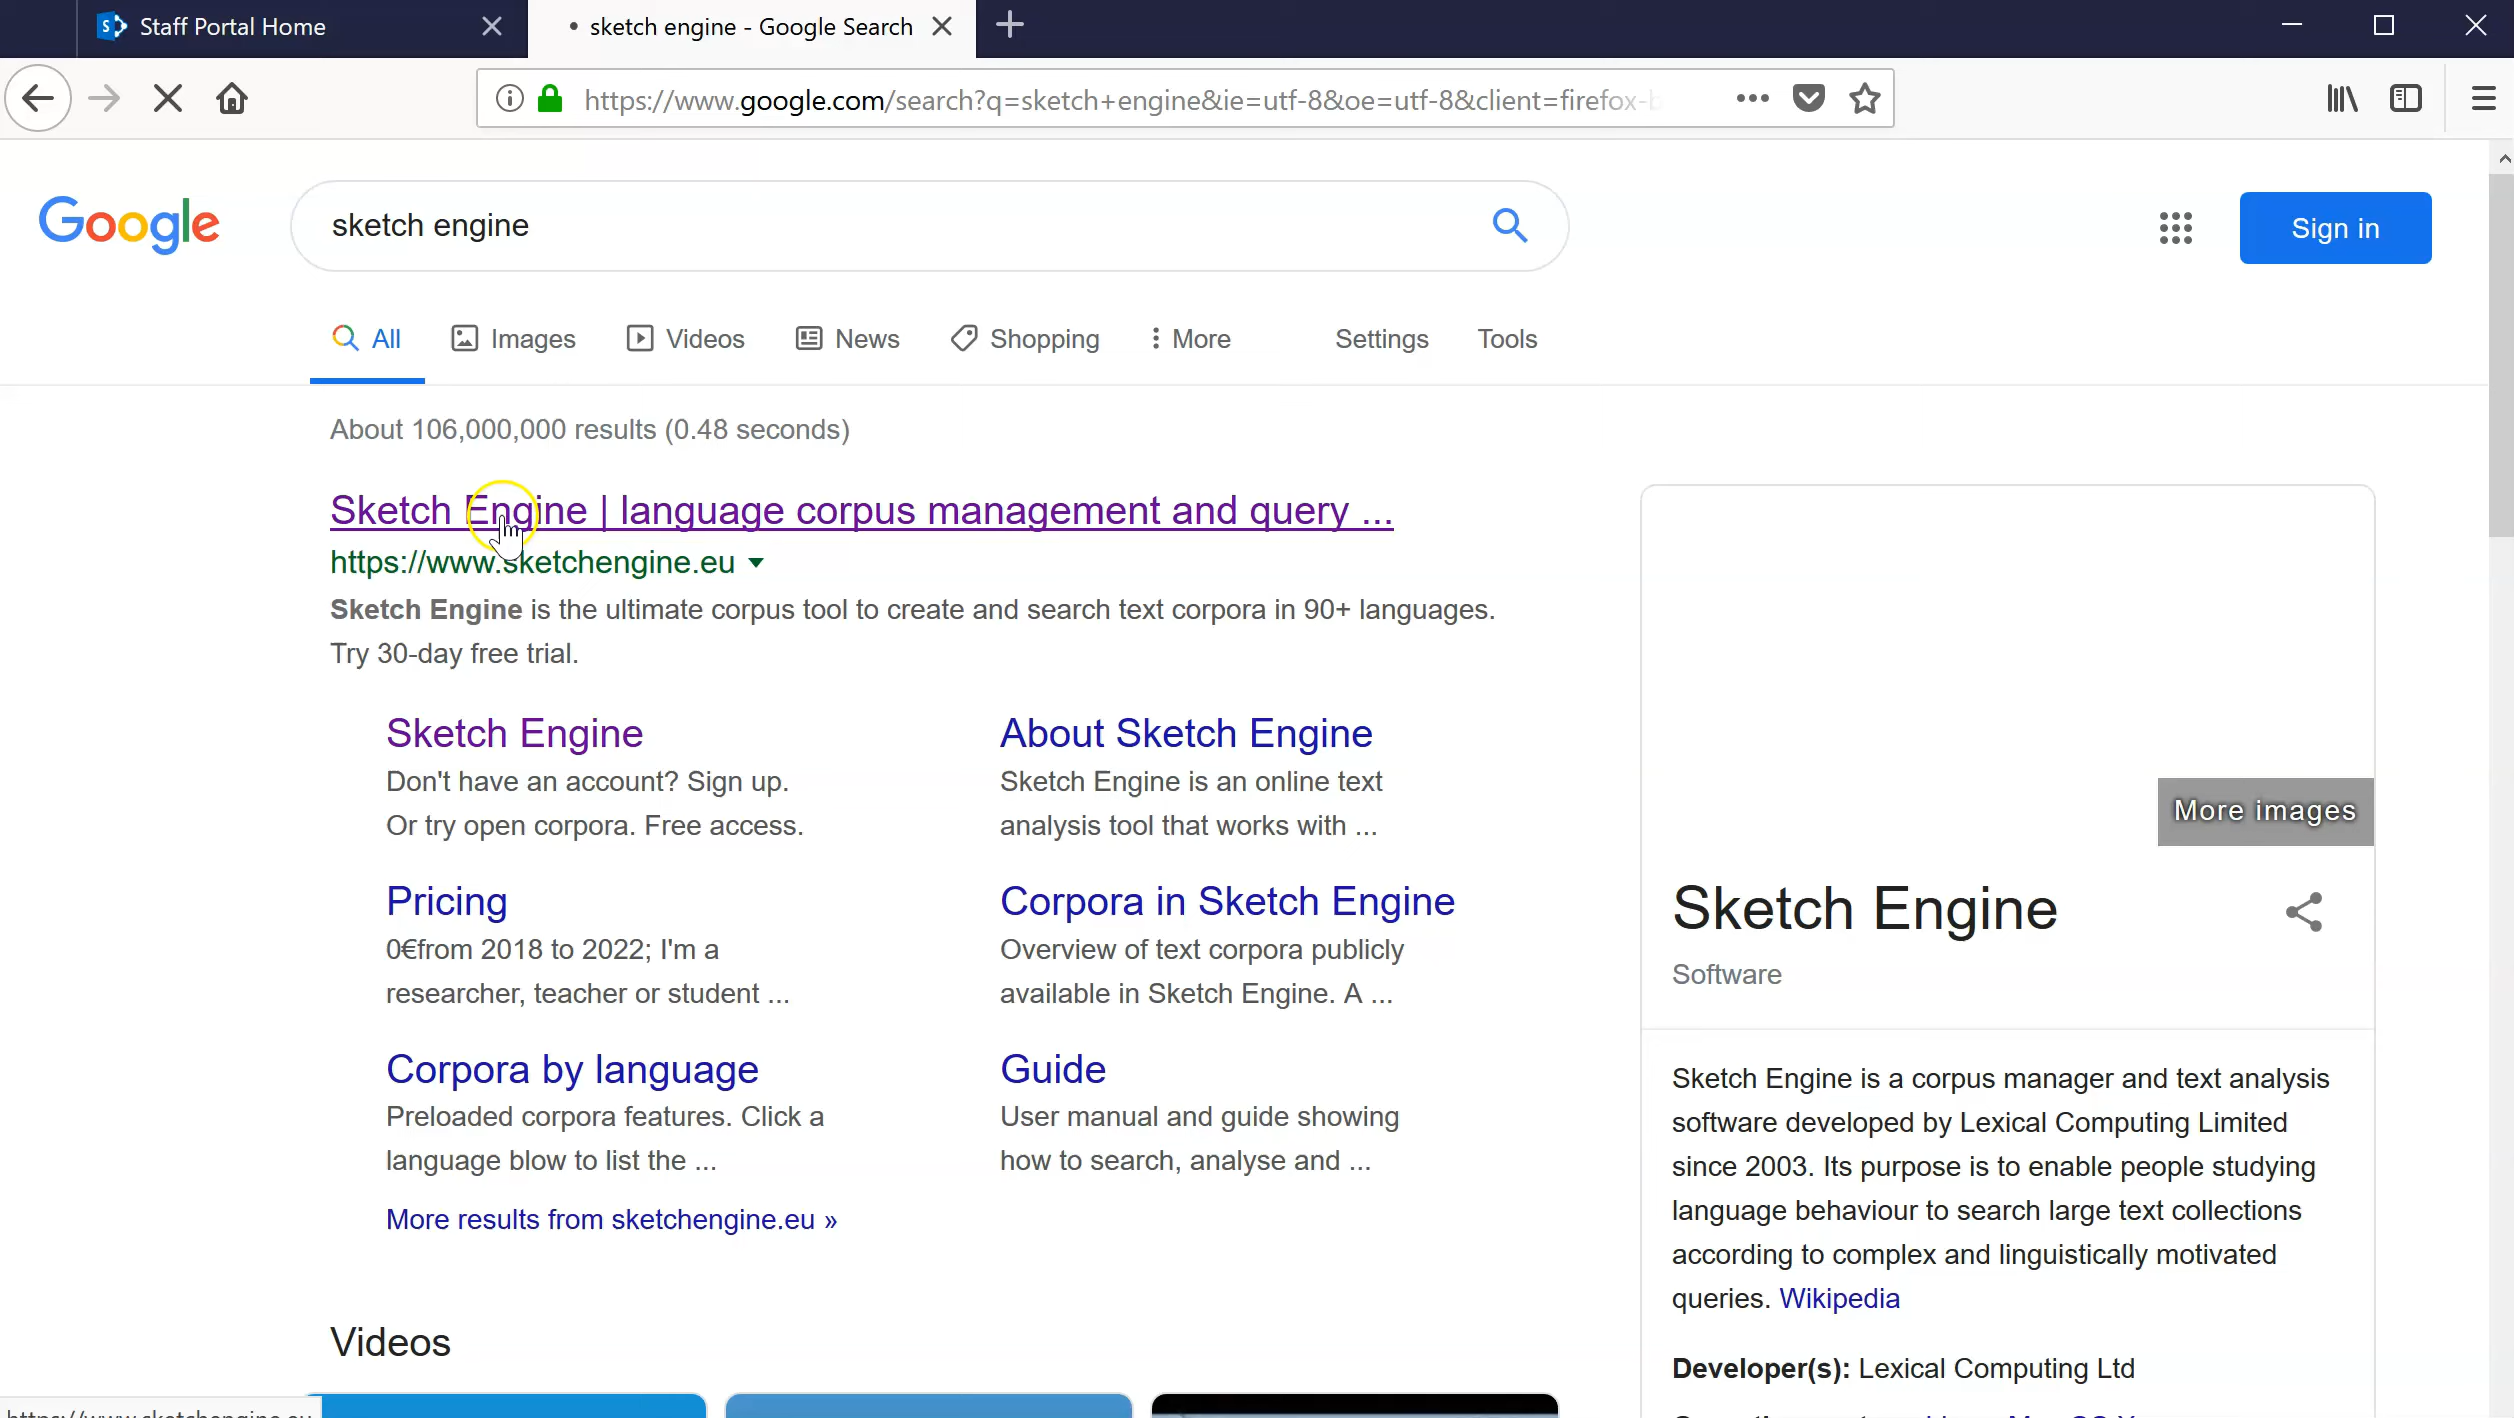 Staff Portal Home
sketch engine - Google Search
https://www.google.com/search?q=sketch+engine&ie=utf-8&oe=utf-8&client=firefox-b
Google
sketch engine
Sign in
All Images Videos News Shopping More Settings Tools
About 106,000,000 results (0.48 seconds)
Sketch Engine | language corpus management and query ...
https://www.sketchengine.eu
Sketch Engine is the ultimate corpus tool to create and search text corpora in 90+ languages.
Try 30-day free trial.
Sketch Engine
Don't have an account? Sign up.
Or try open corpora. Free access.
About Sketch Engine
Sketch Engine is an online text
analysis tool that works with ...
Pricing
0€from 2018 to 2022; I'm a
researcher, teacher or student ...
Corpora in Sketch Engine
Overview of text corpora publicly
available in Sketch Engine. A ...
Corpora by language
Preloaded corpora features. Click a
language blow to list the ...
Guide
User manual and guide showing
how to search, analyse and ...
More results from sketchengine.eu »
Videos
More images
Sketch Engine
Software
Sketch Engine is a corpus manager and text analysis
software developed by Lexical Computing Limited
since 2003. Its purpose is to enable people studying
language behaviour to search large text collections
according to complex and linguistically motivated
queries. Wikipedia
Developer(s): Lexical Computing Ltd
https://www.sketchengine.eu